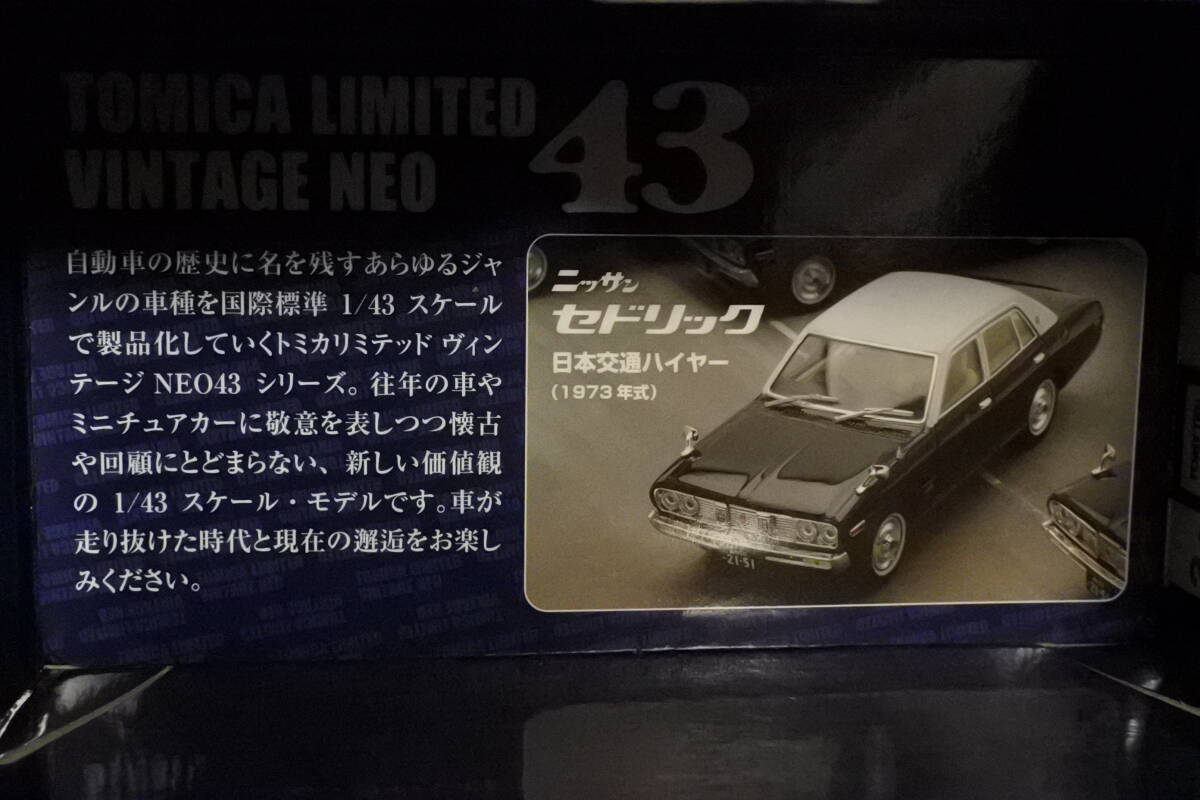 TOMICA LIMITED
VINTAGE NEO
43
自動車の歴史に名を残すあらゆるジャ
ンルの車種を国際標準 1/43 スケール
で製品化していくトミカリミテッド ヴィン
テージ NEO43 シリーズ。往年の車や
ミニチュアカーに敬意を表しつつ懐古
や回顧にとどまらない、新しい価値観
の 1/43 スケール・モデルです。車が
走り抜けた時代と現在の邂逅をお楽し
みください。
ニッサン
セドリック
日本交通ハイヤー
(1973 年式)
21-51